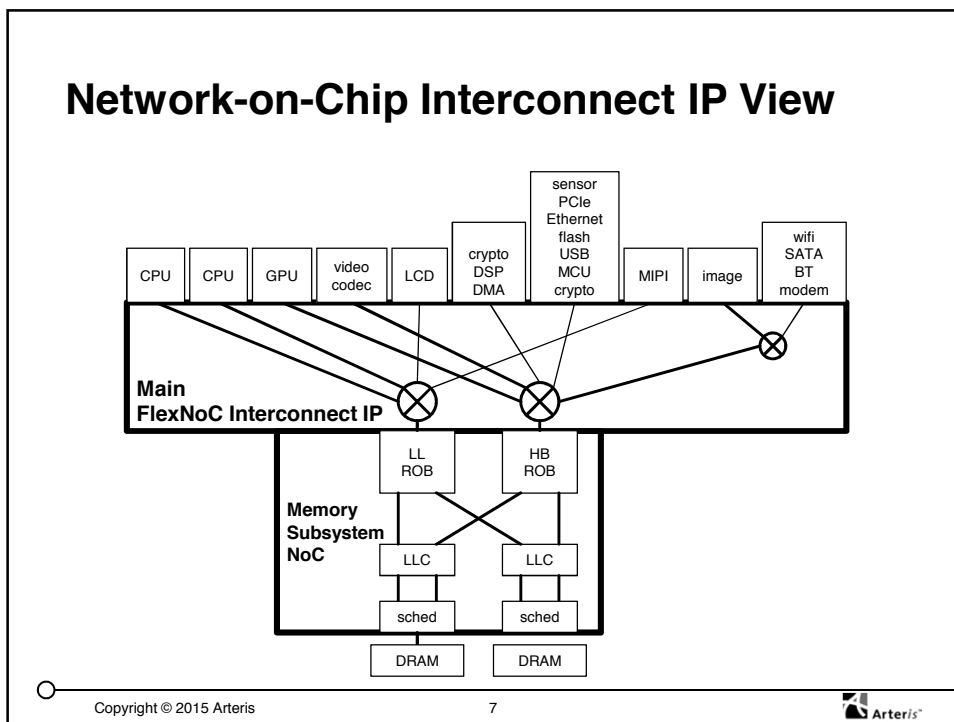 Network-on-Chip Interconnect IP View
CPU
CPU
GPU
video
codec
LCD
crypto
DSP
DMA
sensor
PCIe
Ethernet
flash
USB
MCU
crypto
MIPI
image
wifi
SATA
BT
modem
Main
FlexNoC Interconnect IP
LL
ROB
HB
ROB
Memory
Subsystem
NoC
LLC
LLC
sched
sched
DRAM
DRAM
Copyright © 2015 Arteris
7
Arteris™